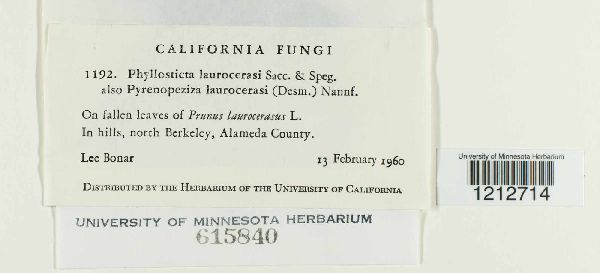 CALIFORNIA FUNGI
1192. Phyllosticta laurocerasi Sacc. & Speg.
also Pyrenopeziza laurocerasi (Desm.) Nannf.
On fallen leaves of Prunus laurocerasus L.
In hills, north Berkeley, Alameda County.
Lee Bonar 13 February 1960
DISTRIBUTED BY THE HERBARIUM OF THE UNIVERSITY OF CALIFORNIA
UNIVERSITY OF MINNESOTA HERBARIUM
615840
University of Minnesota Herbarium
1212714